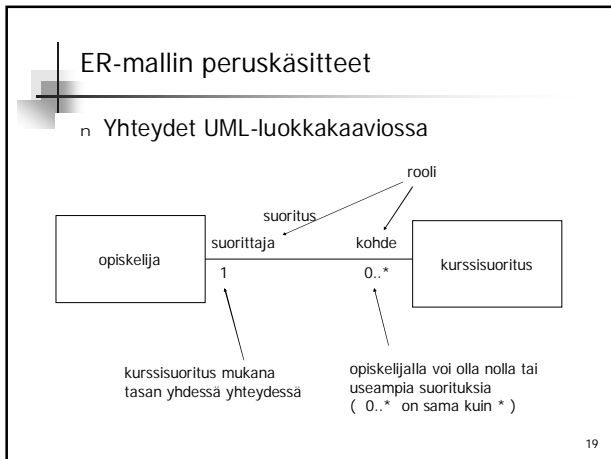 ER-mallin peruskäsitteet
n Yhteydet UML-luokkakaaviossa
rooli
suoritus
suorittaja kohde
opiskelija kurssisuoritus
1 0..*
kurssisuoritus mukana
tasan yhdessä yhteydessä
opiskelijalla voi olla nolla tai
useampia suorituksia
( 0..* on sama kuin * )
19